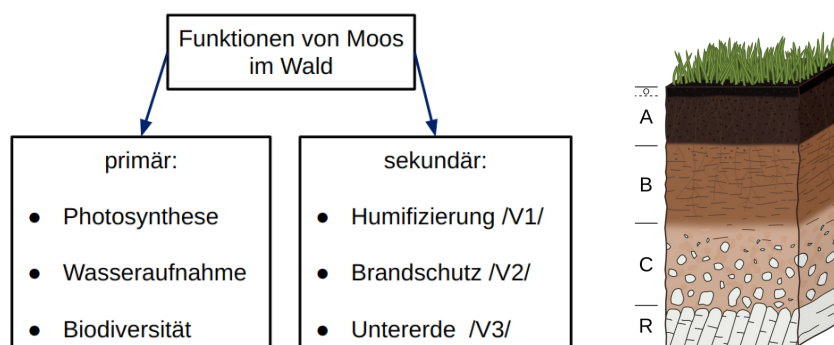 Funktionen von Moos
im Wald
primär:
● Photosynthese
● Wasseraufnahme
● Biodiversität
sekundär:
● Humifizierung /V1/
● Brandschutz /V2/
● Untererde /V3/
O
A
B
C
R